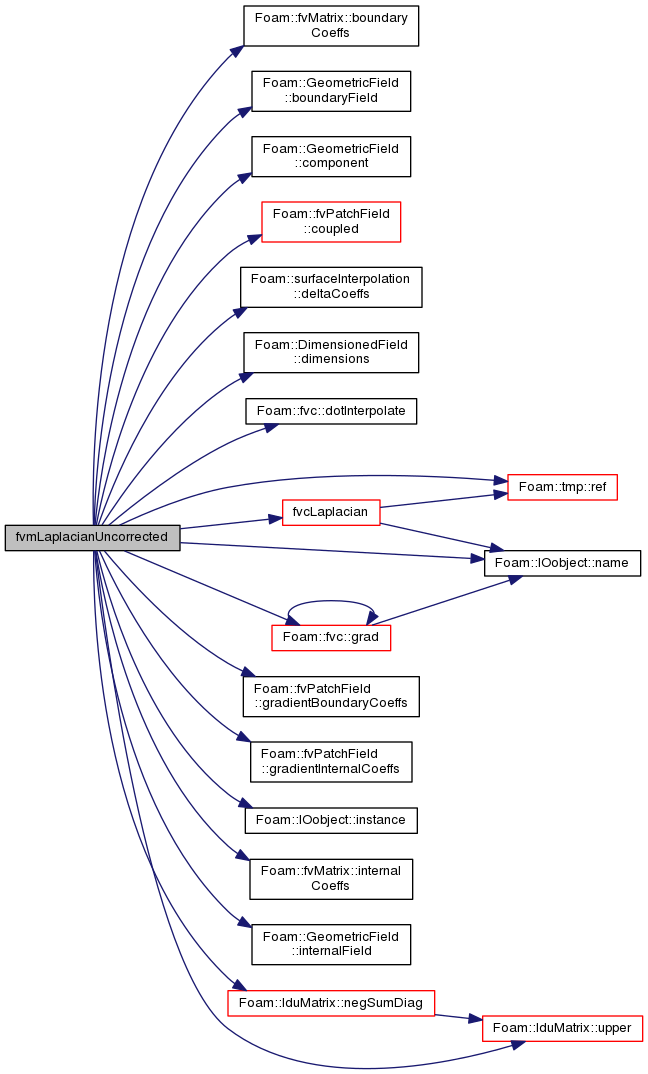 Foam::fvMatrix::boundary
Coeffs
Foam::GeometricField
::boundaryField
Foam::GeometricField
::component
Foam::fvPatchField
::coupled
Foam::surfaceInterpolation
::deltaCoeffs
Foam::DimensionedField
::dimensions
Foam::fvc::dotInterpolate
Foam::tmp::ref
fvcLaplacian
fvmLaplacianUncorrected
Foam::IOobject::name
Foam::fvc::grad
Foam::fvPatchField
::gradientBoundaryCoeffs
Foam::fvPatchField
::gradientInternalCoeffs
Foam::IOobject::instance
Foam::fvMatrix::internal
Coeffs
Foam::GeometricField
::internalField
Foam::lduMatrix::negSumDiag
Foam::lduMatrix::upper